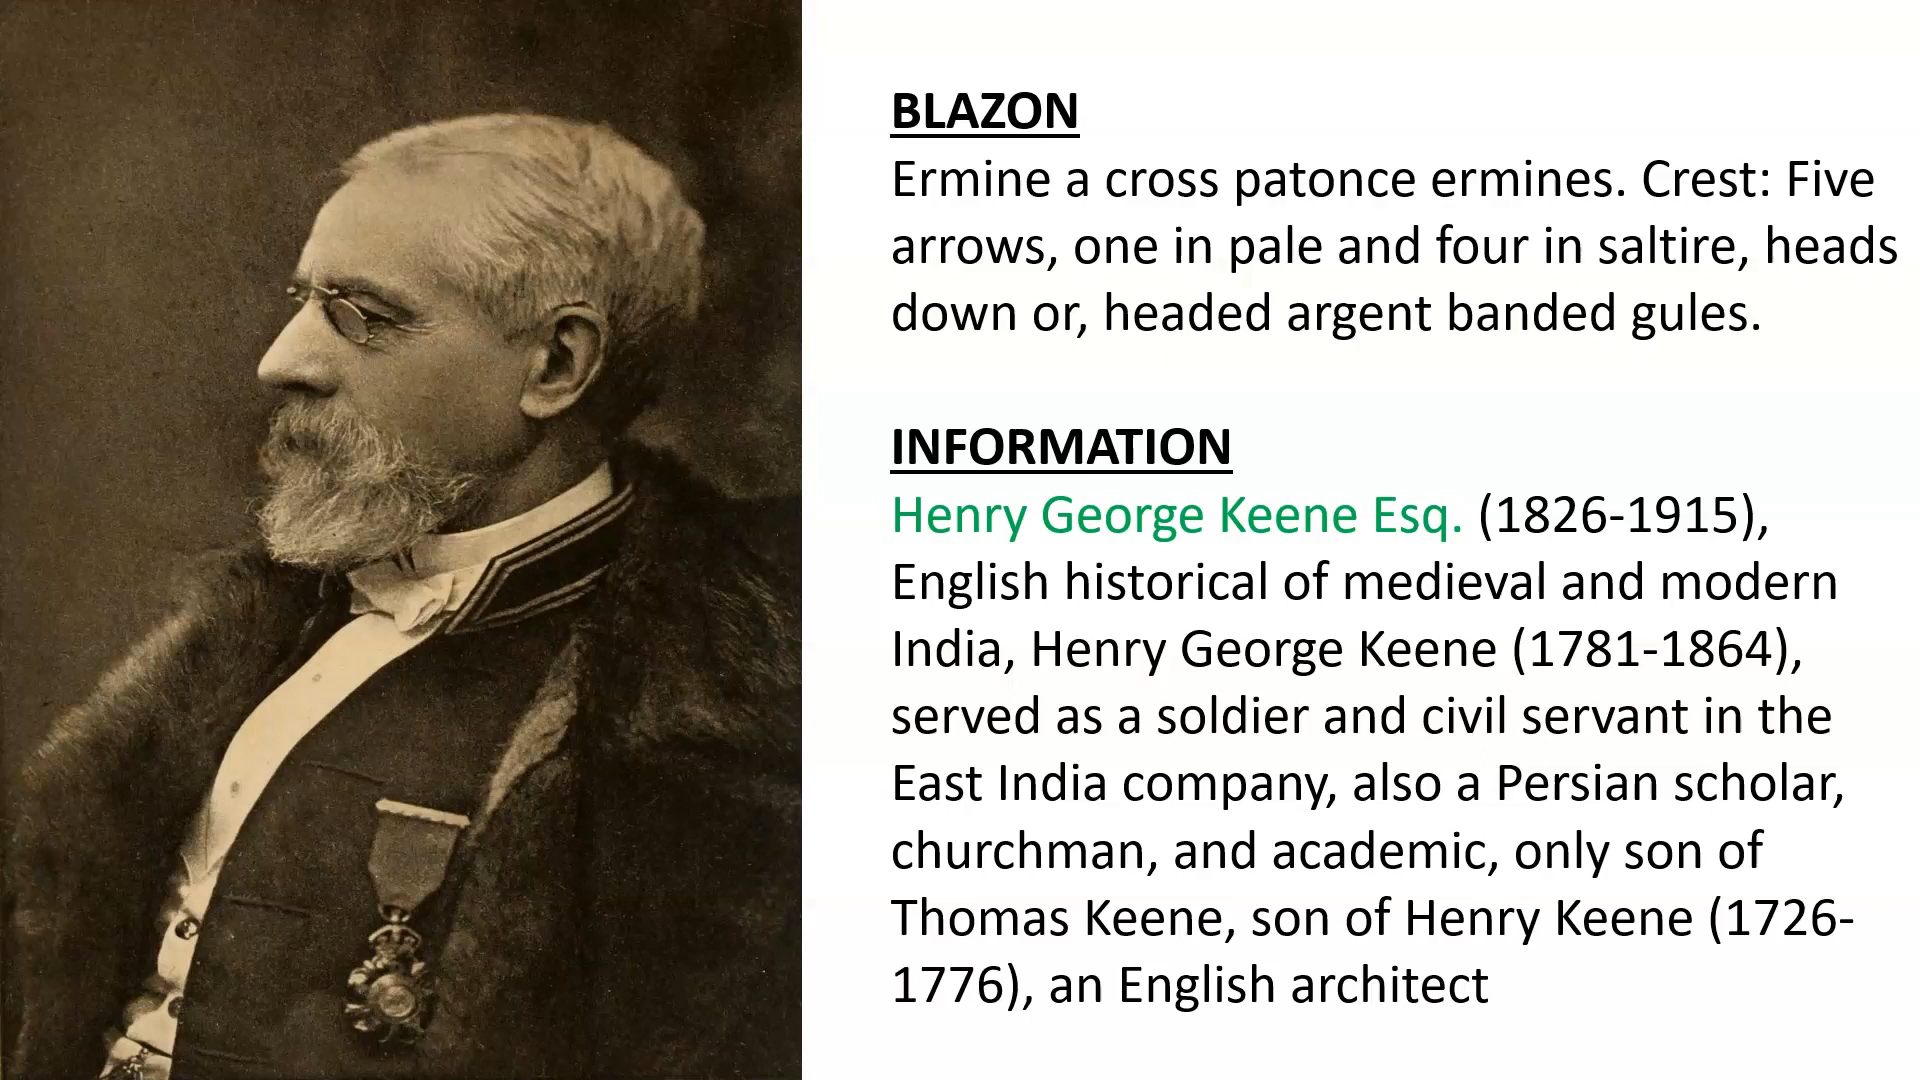 BLAZON
Ermine a cross patonce ermines. Crest: Five
arrows, one in pale and four in saltire, heads
down or, headed argent banded gules.
INFORMATION
Henry George Keene Esq. (1826-1915),
English historical of medieval and modern
India, Henry George Keene (1781-1864),
served as a soldier and civil servant in the
East India company, also a Persian scholar,
churchman, and academic, only son of
Thomas Keene, son of Henry Keene (1726-
1776), an English architect